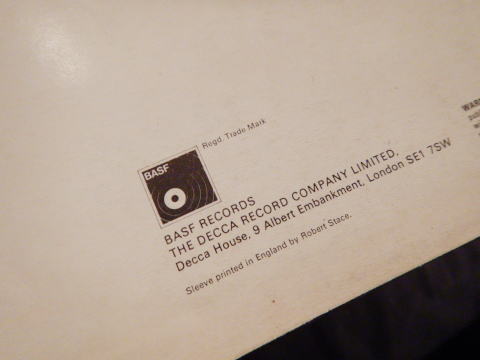 Regd. Trade Mark
BASF
BASF RECORDS
THE DECCA RECORD COMPANY LIMITED,
Decca House, 9 Albert Embankment, London SE1 7SW
Sleeve printed in England by Robert Stace.